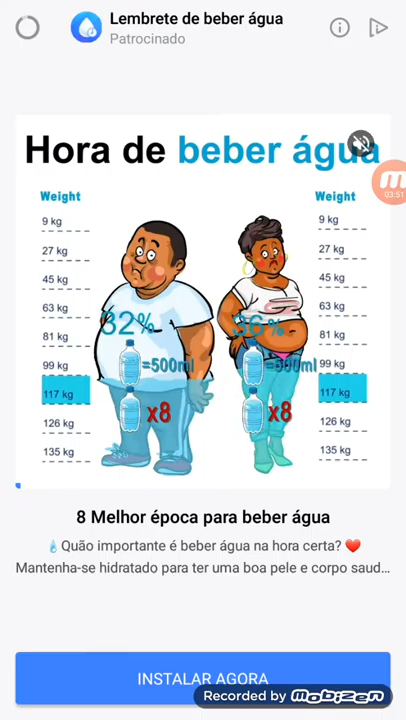 Lembrete de beber água
Patrocinado
03:51
Hora de beber água
Weight
9 kg
27 kg
45 kg
63 kg
81 kg
99 kg
117 kg
126 kg
135 kg
32%
=500ml
x8
36%
=500ml
x8
Weight
9 kg
27 kg
45 kg
63 kg
81 kg
99 kg
117 kg
126 kg
135 kg
8 Melhor época para beber água
💧Quão importante é beber água na hora certa? ❤️
Mantenha-se hidratado para ter uma boa pele e corpo saud...
INSTALAR AGORA
Recorded by mobizen